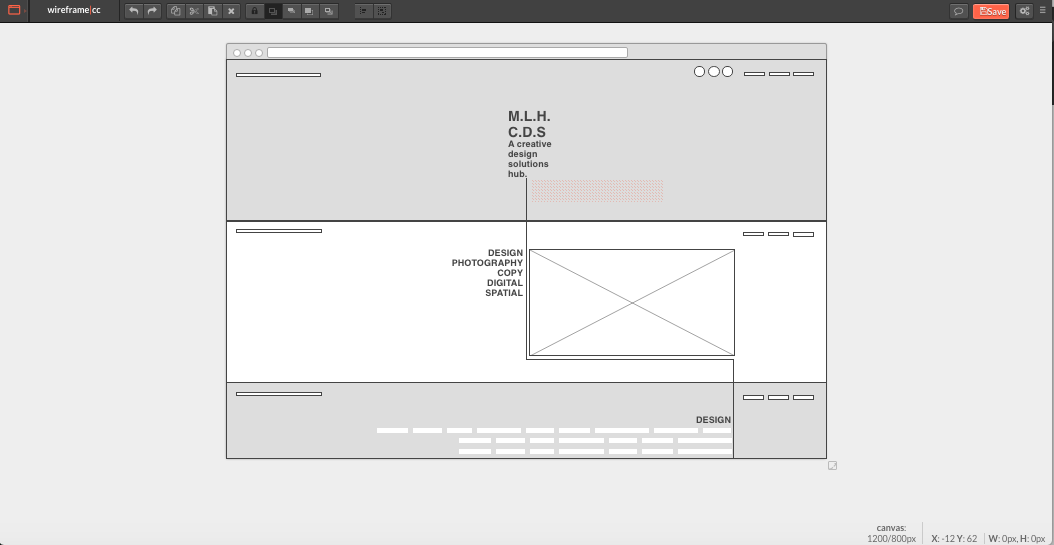 wireframe|cc
Save
M.L.H.
C.D.S
A creative
design
solutions
hub.
DESIGN
PHOTOGRAPHY
COPY
DIGITAL
SPATIAL
DESIGN
canvas:
1200/800px
X: -12 Y: 62
W: 0px, H: 0px